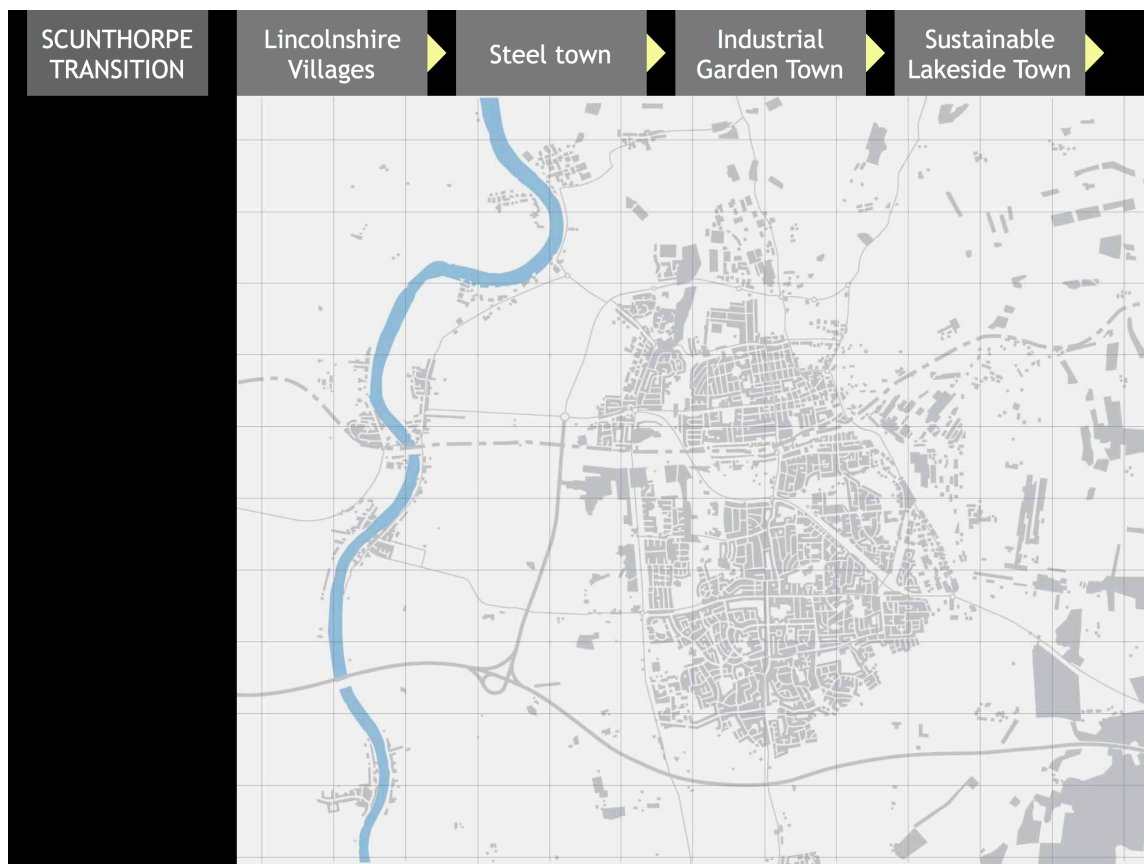 SCUNTHORPE
TRANSITION
Lincolnshire
Villages
Steel town
Industrial
Garden Town
Sustainable
Lakeside Town